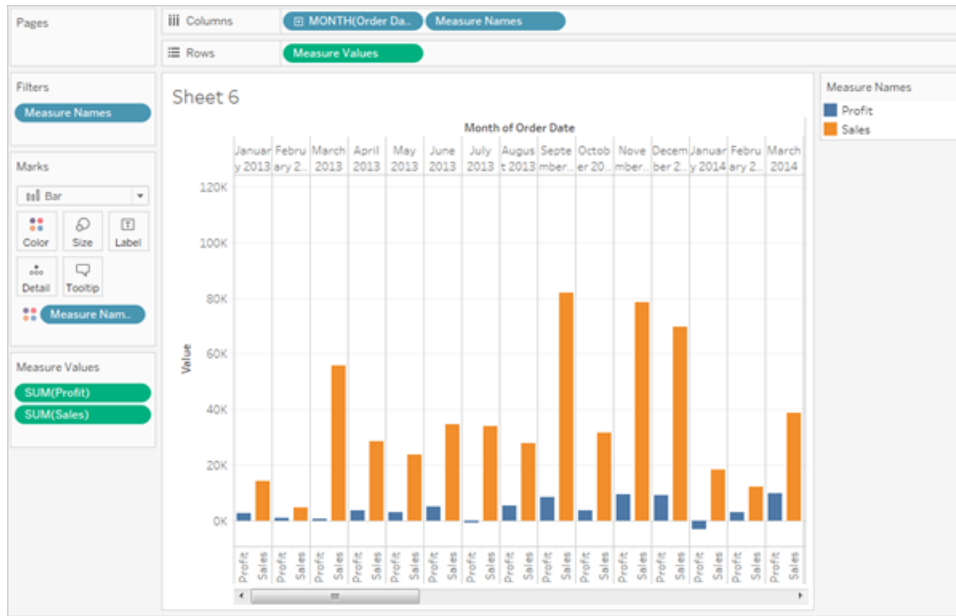 Pages
Columns
MONTH(Order Da..
Measure Names
Rows
Measure Values
Filters
Measure Names
Marks
Bar
Color
Size
Label
Detail
Tooltip
Measure Nam..
Measure Values
SUM(Profit)
SUM(Sales)
Sheet 6
Month of Order Date
Januar Febru March April May June July Augus Septe Octob Nove Decem Januar Febru March
y 2013 ary 2.. 2013 2013 2013 2013 2013 t 2013 mber.. er 20.. mber.. ber 2.. y 2014 ary 2.. 2014
120K
100K
80K
60K
40K
20K
0K
Value
Profit Sales Profit Sales Profit Sales Profit Sales Profit Sales Profit Sales Profit Sales Profit Sales Profit Sales Profit Sales Profit Sales Profit Sales Profit Sales Profit Sales Profit Sales
Measure Names
Profit
Sales